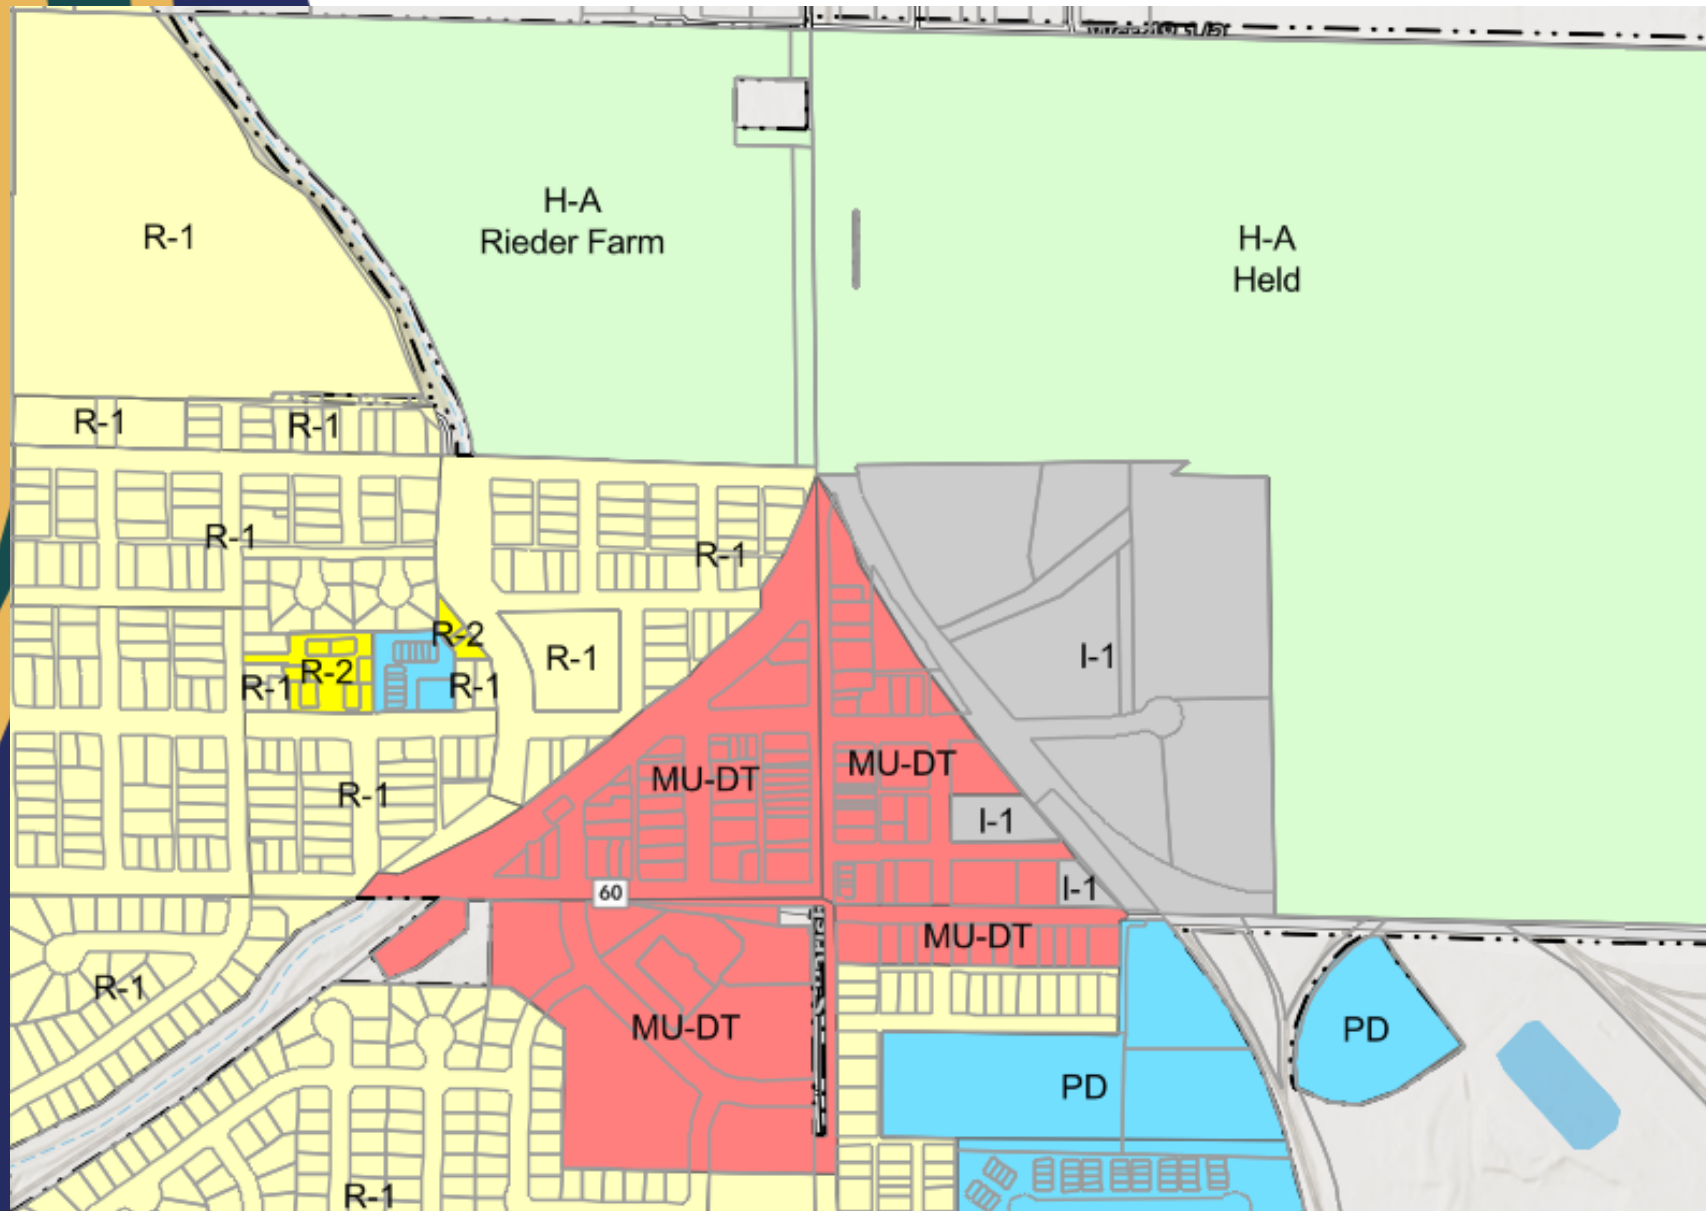 R-1
H-A
Rieder Farm
H-A
Held
R-1
R-1
R-1
R-1
R-2
R-1
R-2
R-1
R-1
I-1
R-1
MU-DT
MU-DT
I-1
60
I-1
MU-DT
R-1
MU-DT
PD
PD
R-1